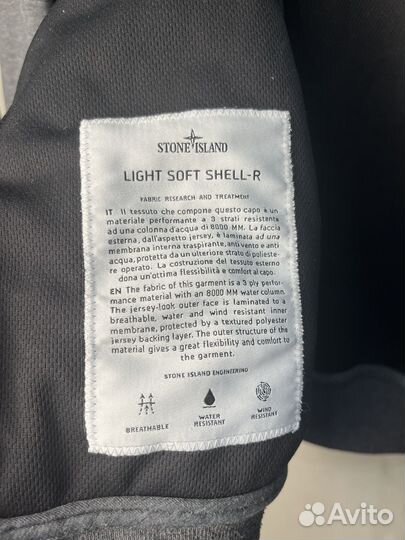 STONE ISLAND
LIGHT SOFT SHELL-R
FABRIC RESEARCH AND TREATMENT
IT Il tessuto che compone questo capo è un
materiale performante a 3 strati resistente
ad una colonna d'acqua di 8000 MM. La faccia
esterna, dall'aspetto jersey, è laminata ad una
membrana interna traspirante, anti vento e anti
acqua, protetta da un ulteriore strato di polieste-
re operato. La costruzione del tessuto esterno
dona un'ottima flessibilità e comfort al capo.
EN The fabric of this garment is a 3 ply perfor-
mance material with an 8000 MM water column.
The jersey-look outer face is laminated to a
breathable, water and wind resistant inner
membrane, protected by a textured polyester
jersey backing layer. The outer structure of the
material gives a great flexibility and comfort to
the garment.
STONE ISLAND ENGINEERING
BREATHABLE
WATER
RESISTANT
WIND
RESISTANT
Avito